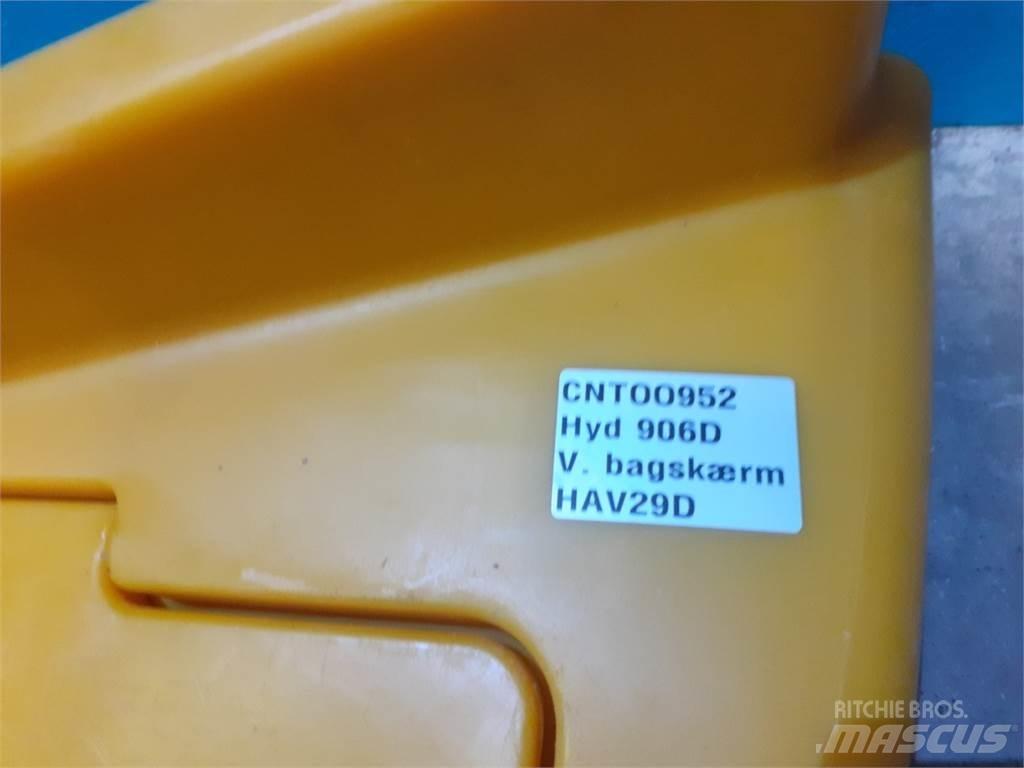 CNT00952
Hyd 906D
V. bagskærm
HAV29D
RITCHIE BROS.
MASCUS